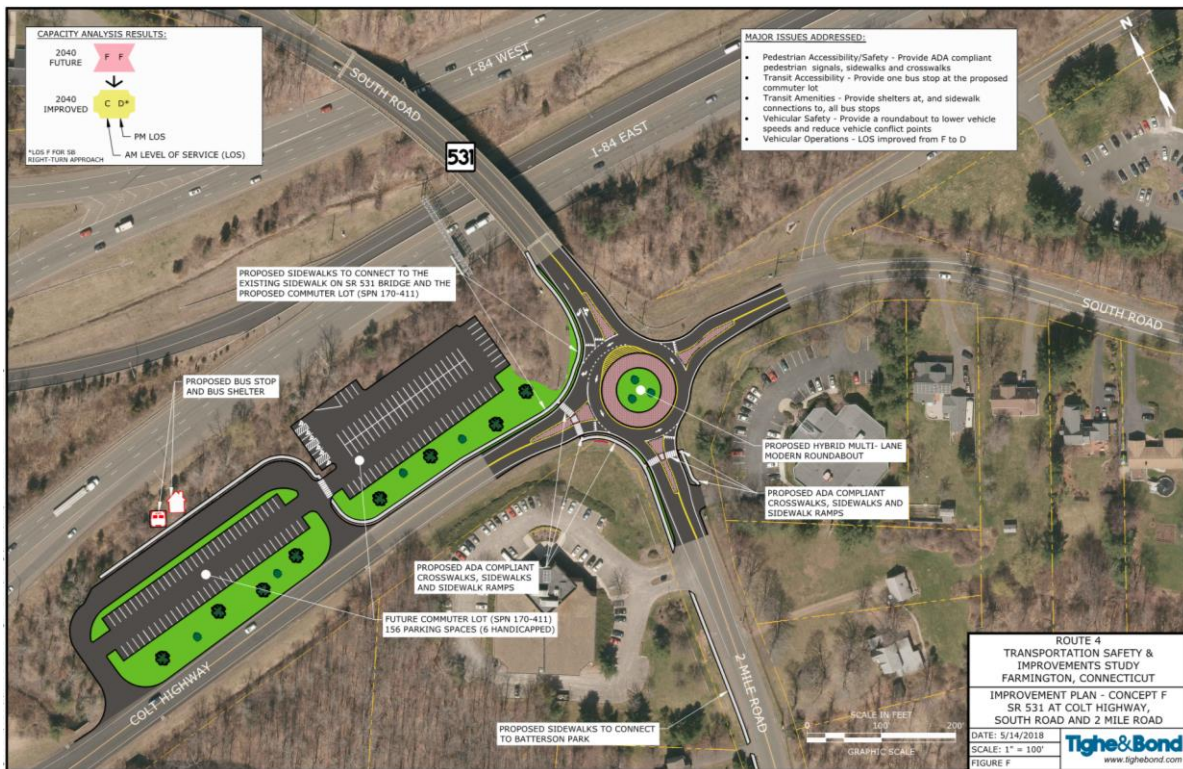 CAPACITY ANALYSIS RESULTS:
2040
FUTURE
F F
2040
IMPROVED
C D*
PM LOS
*LOS F FOR SB
RIGHT-TURN APPROACH
AM LEVEL OF SERVICE (LOS)
MAJOR ISSUES ADDRESSED:
• Pedestrian Accessibility/Safety - Provide ADA compliant
pedestrian signals, sidewalks and crosswalks
• Transit Accessibility - Provide one bus stop at the proposed
commuter lot
• Transit Amenities - Provide shelters at, and sidewalk
connections to, all bus stops
• Vehicular Safety - Provide a roundabout to lower vehicle
speeds and reduce vehicle conflict points
• Vehicular Operations - LOS improved from F to D
N
I-84 WEST
SOUTH ROAD
I-84 EAST
531
PROPOSED SIDEWALKS TO CONNECT TO THE
EXISTING SIDEWALK ON SR 531 BRIDGE AND THE
PROPOSED COMMUTER LOT (SPN 170-411)
SOUTH ROAD
PROPOSED BUS STOP
AND BUS SHELTER
PROPOSED HYBRID MULTI- LANE
MODERN ROUNDABOUT
PROPOSED ADA COMPLIANT
CROSSWALKS, SIDEWALKS AND
SIDEWALK RAMPS
PROPOSED ADA COMPLIANT
CROSSWALKS, SIDEWALKS
AND SIDEWALK RAMPS
FUTURE COMMUTER LOT (SPN 170-411)
156 PARKING SPACES (6 HANDICAPPED)
COLT HIGHWAY
2 MILE ROAD
PROPOSED SIDEWALKS TO CONNECT
TO BATTERSON PARK
SCALE IN FEET
0 100' 200'
GRAPHIC SCALE
ROUTE 4
TRANSPORTATION SAFETY &
IMPROVEMENTS STUDY
FARMINGTON, CONNECTICUT
IMPROVEMENT PLAN - CONCEPT F
SR 531 AT COLT HIGHWAY,
SOUTH ROAD AND 2 MILE ROAD
DATE: 5/14/2018
SCALE: 1" = 100'
FIGURE F
Tighe&Bond
www.tighebond.com